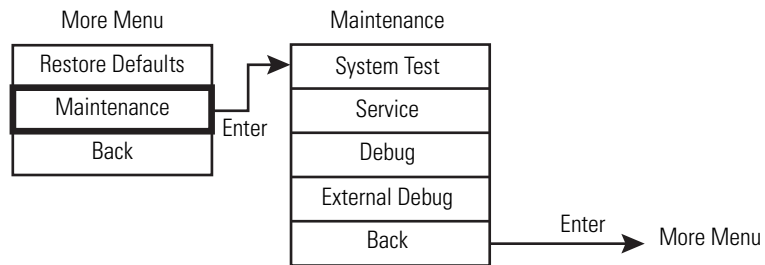 More Menu
Restore Defaults
Maintenance
Back
Enter
Maintenance
System Test
Service
Debug
External Debug
Back
Enter
More Menu